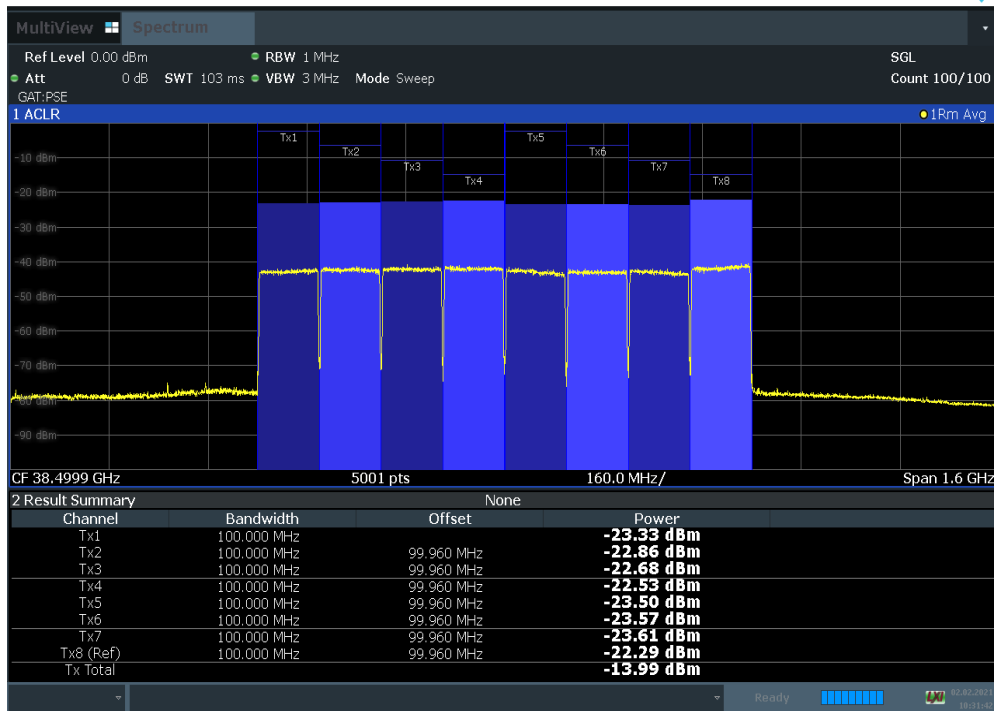 MultiView Spectrum
Ref Level 0.00 dBm RBW 1 MHz SGL
Att 0 dB SWT 103 ms VBW 3 MHz Mode Sweep Count 100/100
GAT:PSE
1 ACLR 1Rm Avg
Tx1 Tx5
Tx2 Tx6
-10 dBm
Tx3 Tx7
Tx4 Tx8
-20 dBm
-30 dBm
-40 dBm
-50 dBm
-60 dBm
-70 dBm
-80 dBm
-90 dBm
CF 38.4999 GHz 5001 pts 160.0 MHz/ Span 1.6 GHz
2 Result Summary None
Channel Bandwidth Offset Power
Tx1 100.000 MHz -23.33 dBm
Tx2 100.000 MHz 99.960 MHz -22.86 dBm
Tx3 100.000 MHz 99.960 MHz -22.68 dBm
Tx4 100.000 MHz 99.960 MHz -22.53 dBm
Tx5 100.000 MHz 99.960 MHz -23.50 dBm
Tx6 100.000 MHz 99.960 MHz -23.57 dBm
Tx7 100.000 MHz 99.960 MHz -23.61 dBm
Tx8 (Ref) 100.000 MHz 99.960 MHz -22.29 dBm
Tx Total -13.99 dBm
Ready 02.02.2021
10:31:42